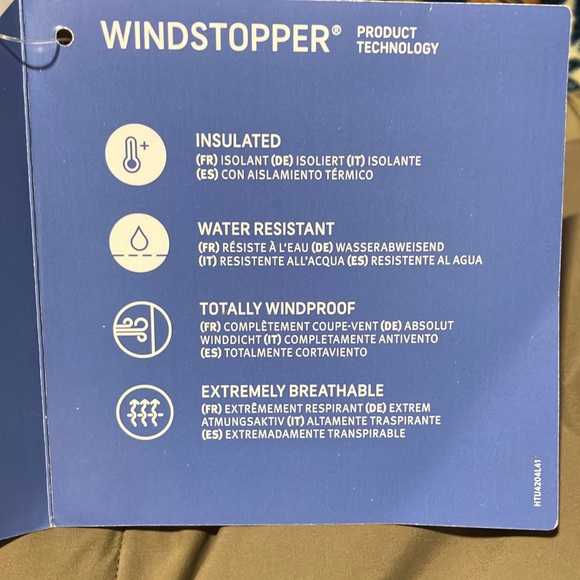 WINDSTOPPER® PRODUCT
TECHNOLOGY
INSULATED
(FR) ISOLANT (DE) ISOLIERT (IT) ISOLANTE
(ES) CON AISLAMIENTO TÉRMICO
WATER RESISTANT
(FR) RÉSISTE À L'EAU (DE) WASSERABWEISEND
(IT) RESISTENTE ALL'ACQUA (ES) RESISTENTE AL AGUA
TOTALLY WINDPROOF
(FR) COMPLÈTEMENT COUPE-VENT (DE) ABSOLUT
WINDDICHT (IT) COMPLETAMENTE ANTIVENTO
(ES) TOTALMENTE CORTAVIENTO
EXTREMELY BREATHABLE
(FR) EXTRÊMEMENT RESPIRANT (DE) EXTREM
ATMUNGSAKTIV (IT) ALTAMENTE TRASPIRANTE
(ES) EXTREMADAMENTE TRANSPIRABLE
HTU4204L41